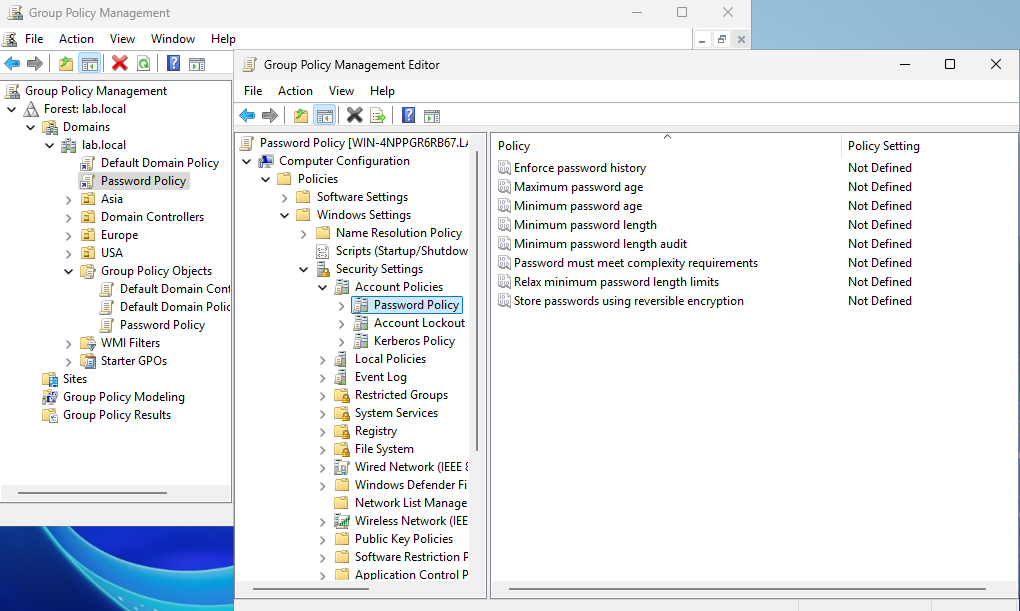 Group Policy Management
File Action View Window Help
Group Policy Management
Forest: lab.local
Domains
lab.local
Default Domain Policy
Password Policy
Asia
Domain Controllers
Europe
USA
Group Policy Objects
Default Domain Cont
Default Domain Polic
Password Policy
WMI Filters
Starter GPOs
Sites
Group Policy Modeling
Group Policy Results
Group Policy Management Editor
File Action View Help
Password Policy [WIN-4NPPGR6RB67.LA
Computer Configuration
Policies
Software Settings
Windows Settings
Name Resolution Policy
Scripts (Startup/Shutdow
Security Settings
Account Policies
Password Policy
Account Lockout
Kerberos Policy
Local Policies
Event Log
Restricted Groups
System Services
Registry
File System
Wired Network (IEEE 8
Windows Defender Fi
Network List Manage
Wireless Network (IEE
Public Key Policies
Software Restriction P
Application Control P
Policy Policy Setting
Enforce password history Not Defined
Maximum password age Not Defined
Minimum password age Not Defined
Minimum password length Not Defined
Minimum password length audit Not Defined
Password must meet complexity requirements Not Defined
Relax minimum password length limits Not Defined
Store passwords using reversible encryption Not Defined